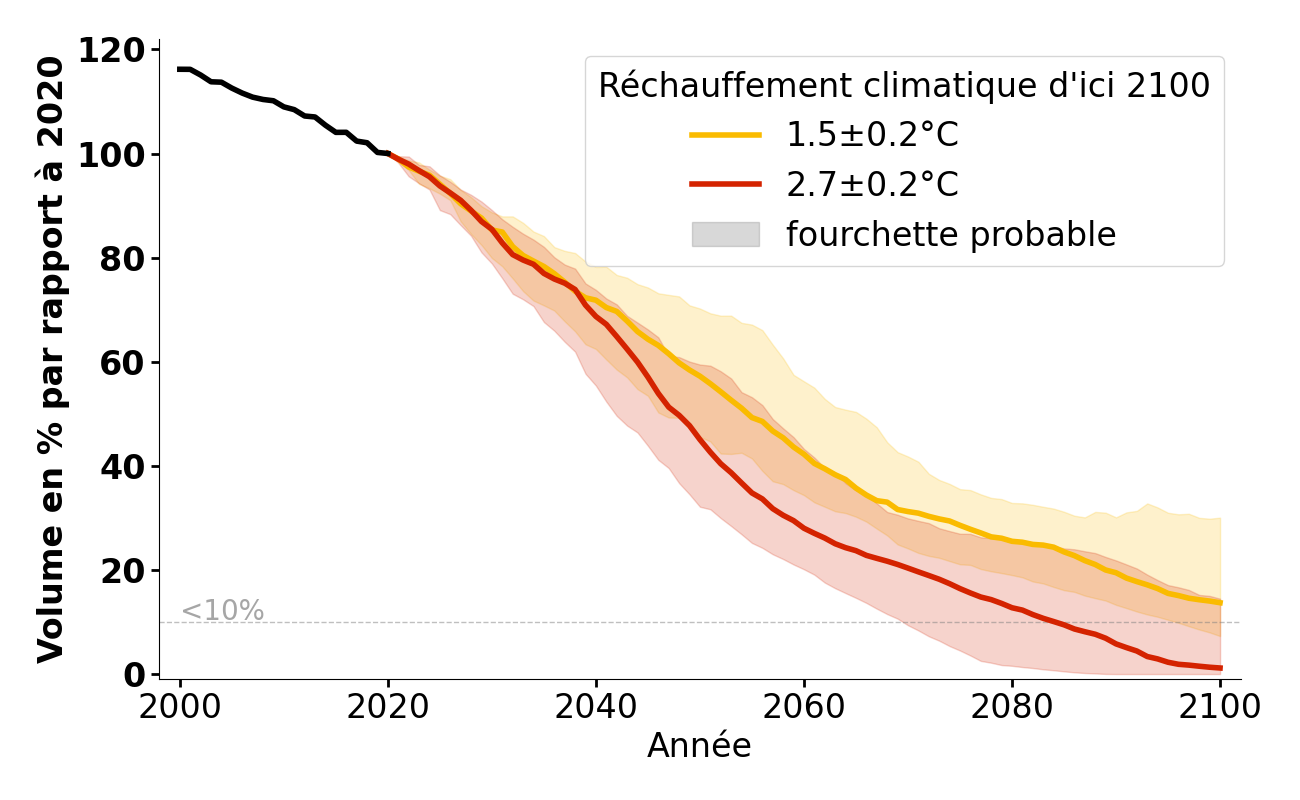 Volume en % par rapport à 2020
120
100
80
60
40
20
0
Réchauffement climatique d'ici 2100
1.5±0.2°C
2.7±0.2°C
fourchette probable
<10%
2000 2020 2040 2060 2080 2100
Année